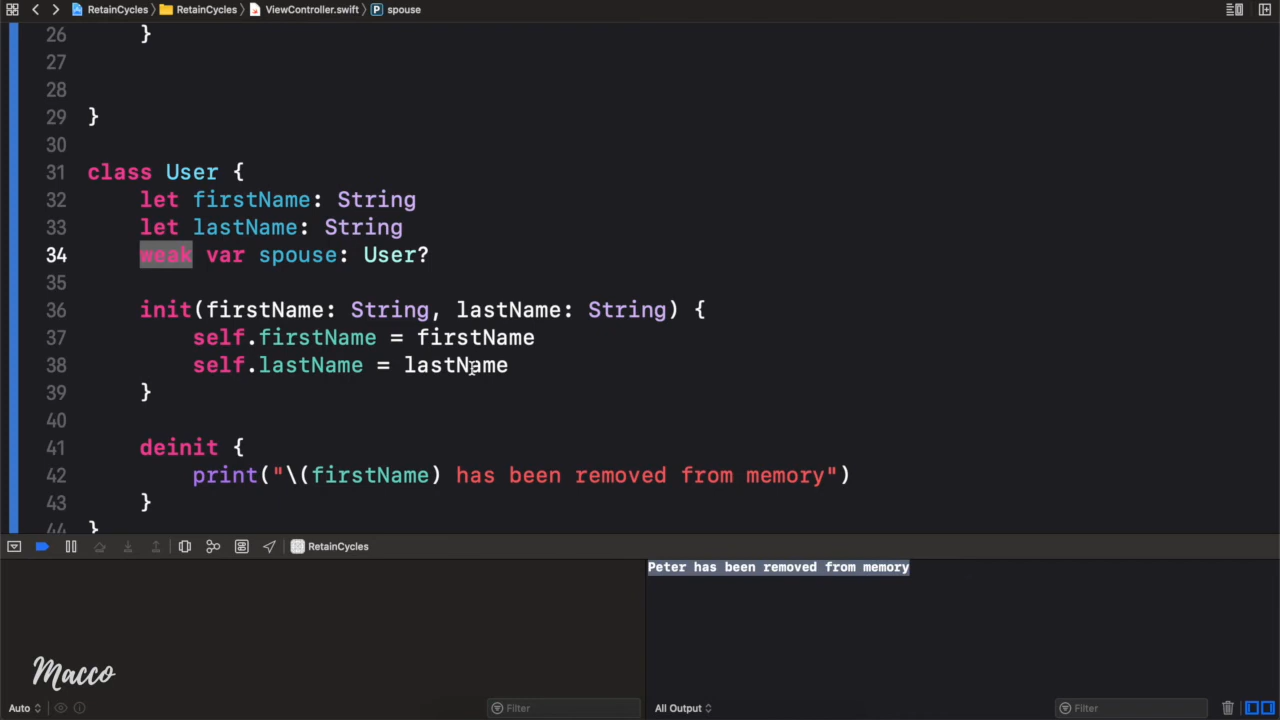 RetainCycles RetainCycles ViewController.swift P spouse
26 }
27
28
29 }
30
31 class User {
32 let firstName: String
33 let lastName: String
34 weak var spouse: User?
35
36 init(firstName: String, lastName: String) {
37 self.firstName = firstName
38 self.lastName = lastName
39 }
40
41 deinit {
42 print("\(firstName) has been removed from memory")
43 }
44 }
RetainCycles
Peter has been removed from memory
Macco
Auto Filter All Output Filter